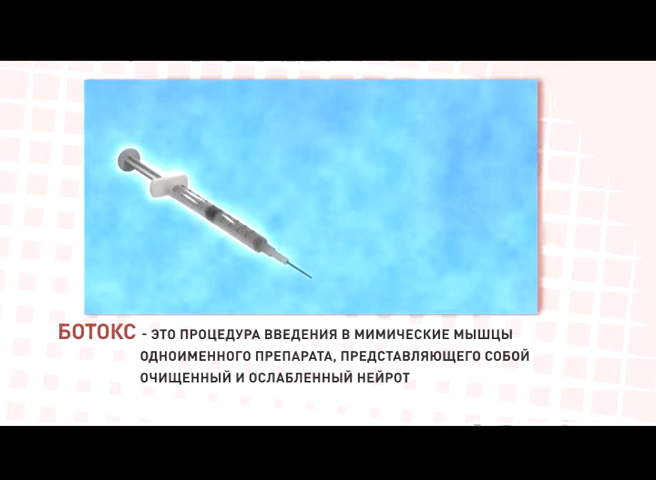 БОТОКС - ЭТО ПРОЦЕДУРА ВВЕДЕНИЯ В МИМИЧЕСКИЕ МЫШЦЫ
ОДНОИМЕННОГО ПРЕПАРАТА, ПРЕДСТАВЛЯЮЩЕГО СОБОЙ
ОЧИЩЕННЫЙ И ОСЛАБЛЕННЫЙ НЕЙРОТ